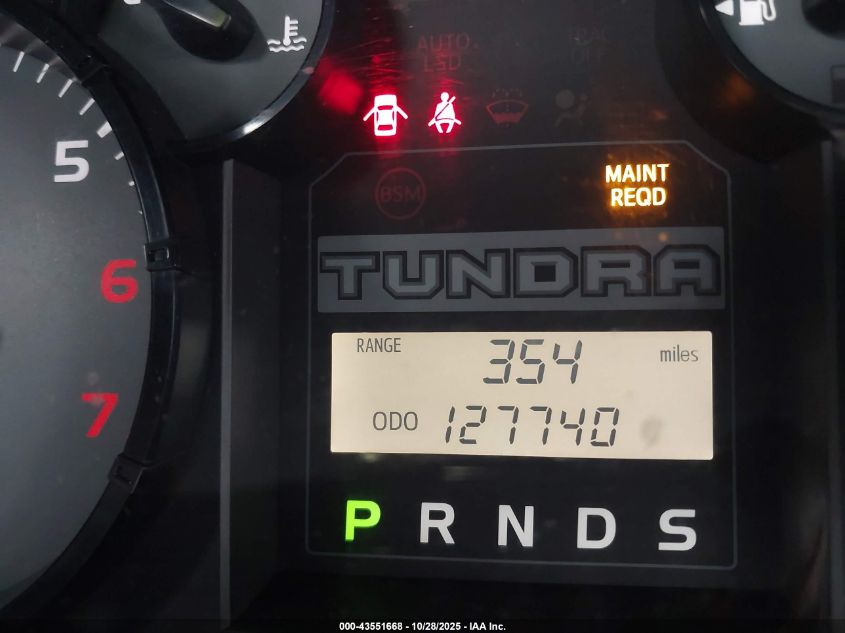 AUTO
LSD
5
BSM
MAINT
REQD
6
TUNDRA
RANGE 354 miles
7
ODO 127740
P R N D S
000-43551668 - 10/28/2025 - IAA Inc.